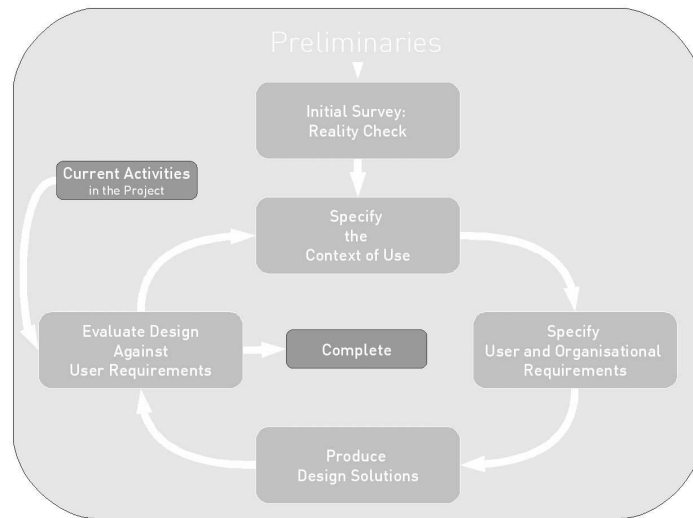 Preliminaries
Initial Survey:
Reality Check
Current Activities
in the Project
Specify
the
Context of Use
Evaluate Design
Against
User Requirements
Complete
Specify
User and Organisational
Requirements
Produce
Design Solutions